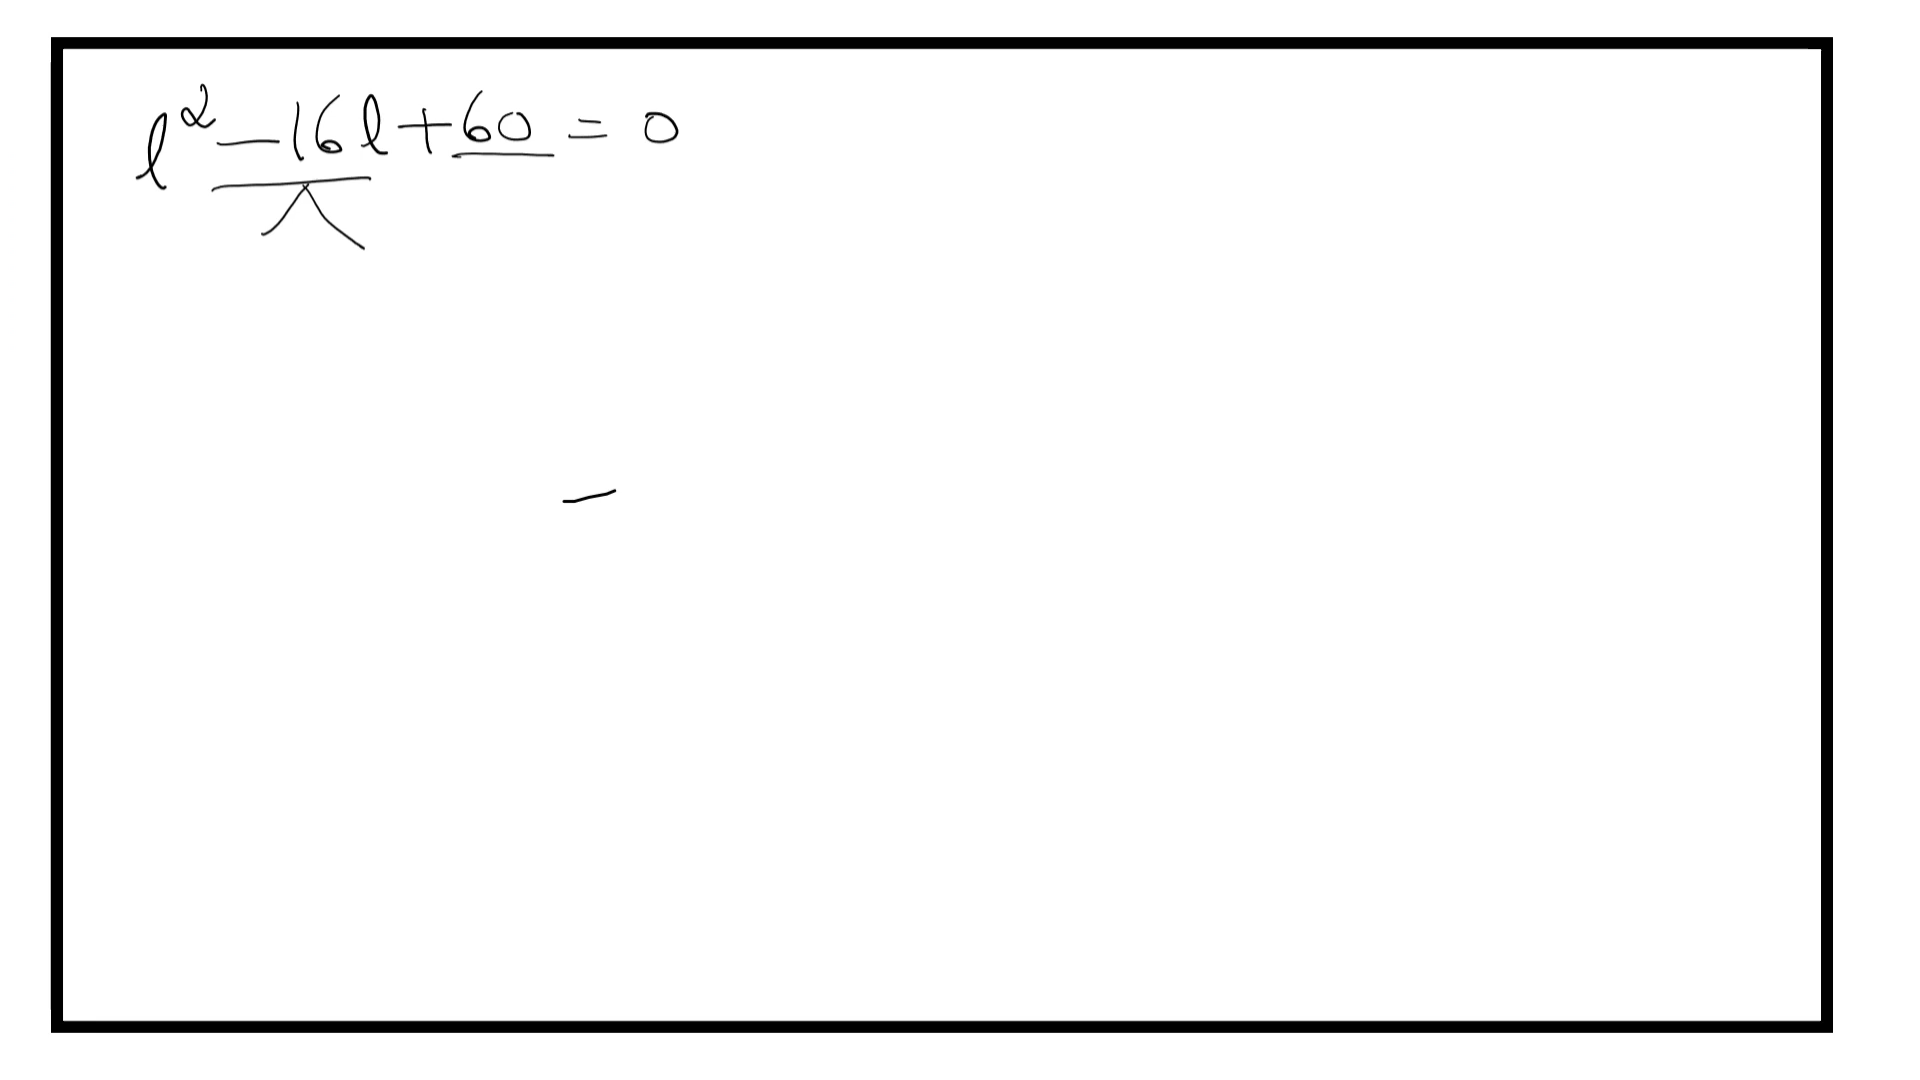 l² - 16l + 60 = 0